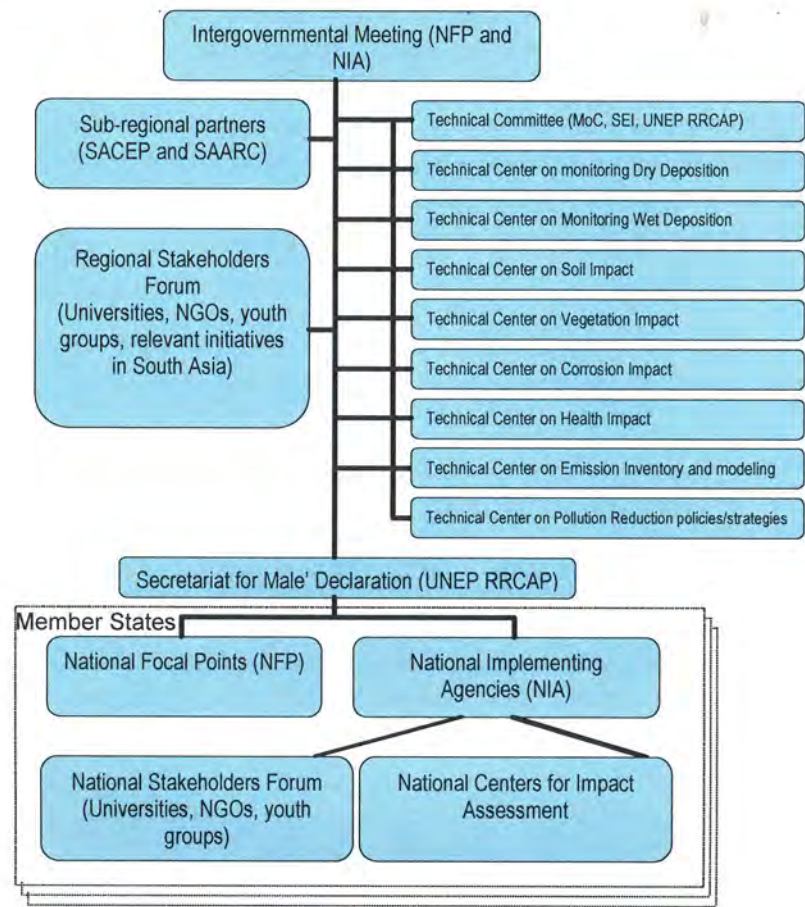 Intergovernmental Meeting (NFP and
NIA)
Sub-regional partners
(SACEP and SAARC)
Regional Stakeholders
Forum
(Universities, NGOs, youth
groups, relevant initiatives
in South Asia)
Technical Committee (MoC, SEI, UNEP RRCAP)
Technical Center on monitoring Dry Deposition
Technical Center on Monitoring Wet Deposition
Technical Center on Soil Impact
Technical Center on Vegetation Impact
Technical Center on Corrosion Impact
Technical Center on Health Impact
Technical Center on Emission Inventory and modeling
Technical Center on Pollution Reduction policies/strategies
Secretariat for Male' Declaration (UNEP RRCAP)
Member States
National Focal Points (NFP)
National Implementing
Agencies (NIA)
National Stakeholders Forum
(Universities, NGOs, youth
groups)
National Centers for Impact
Assessment